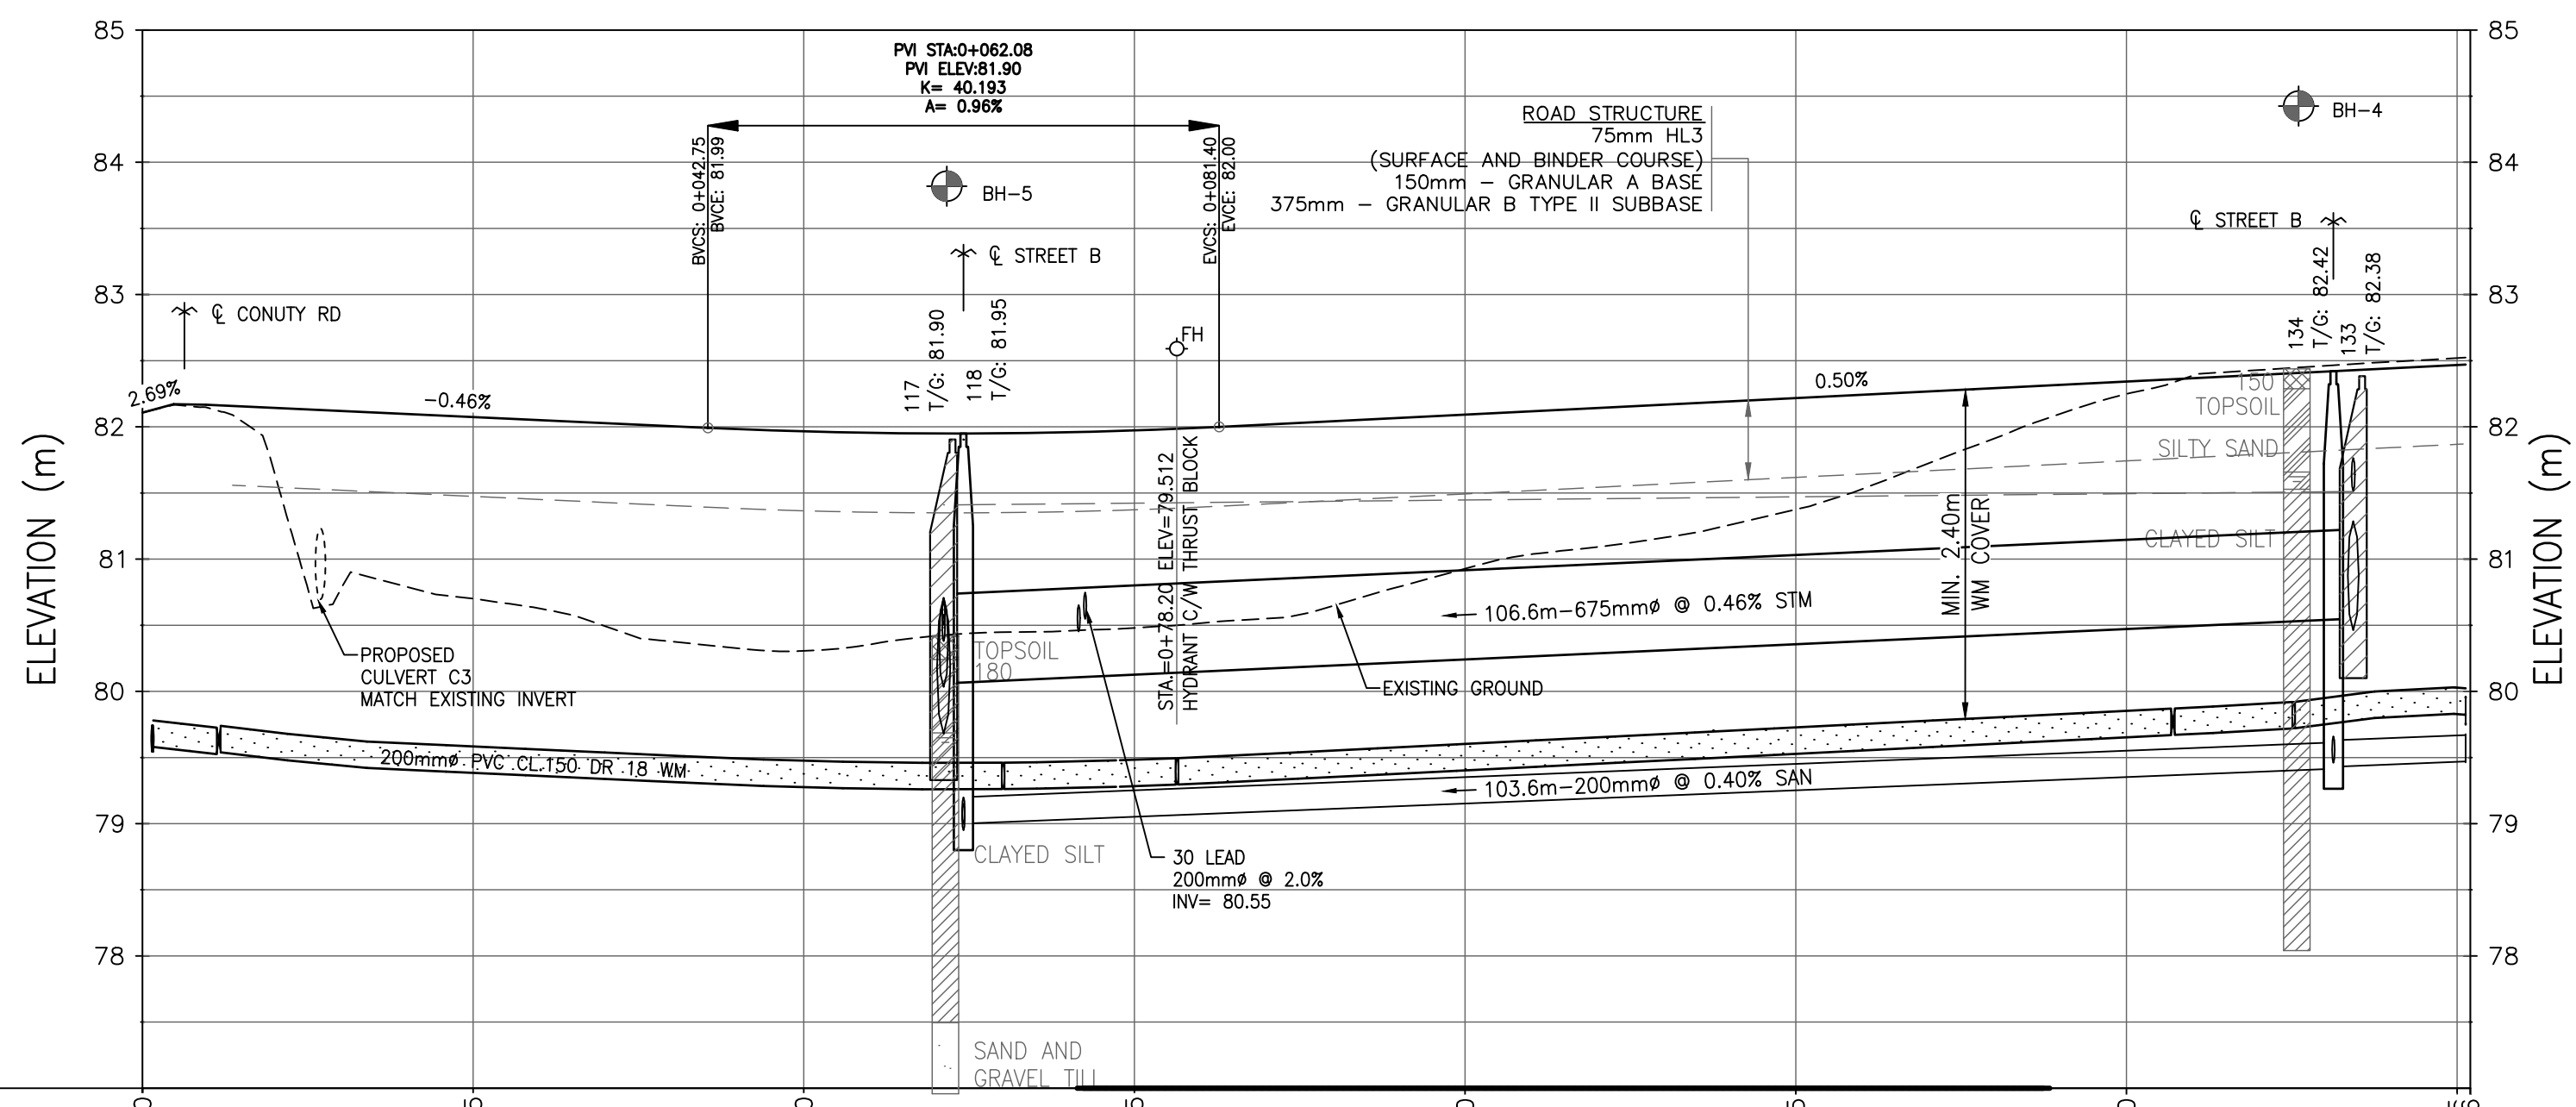 85
84
83
82
81
80
79
78
ELEVATION (m)
PVI STA:0+062.08
PVI ELEV:81.90
K= 40.193
A= 0.96%
BVCS: 0+042.75
BVCE: 81.99
EVCS: 0+081.40
EVCE: 82.00
BH-5
℄ STREET B
℄ CONUTY RD
117
T/G: 81.90
118
T/G: 81.95
FH
ROAD STRUCTURE
75mm HL3
(SURFACE AND BINDER COURSE)
150mm - GRANULAR A BASE
375mm - GRANULAR B TYPE II SUBBASE
BH-4
℄ STREET B
134
T/G: 82.42
133
T/G: 82.38
2.69%
-0.46%
0.50%
150
TOPSOIL
SILTY SAND
CLAYED SILT
STA.=0+78.20 ELEV=79.512
HYDRANT C/W THRUST BLOCK
MIN. 2.40m
WM COVER
106.6m-675mmø @ 0.46% STM
PROPOSED
CULVERT C3
MATCH EXISTING INVERT
TOPSOIL
180
EXISTING GROUND
200mmø PVC CL.150 DR 18 WM
103.6m-200mmø @ 0.40% SAN
CLAYED SILT
30 LEAD
200mmø @ 2.0%
INV= 80.55
SAND AND
GRAVEL TILL
85
84
83
82
81
80
79
78
ELEVATION (m)